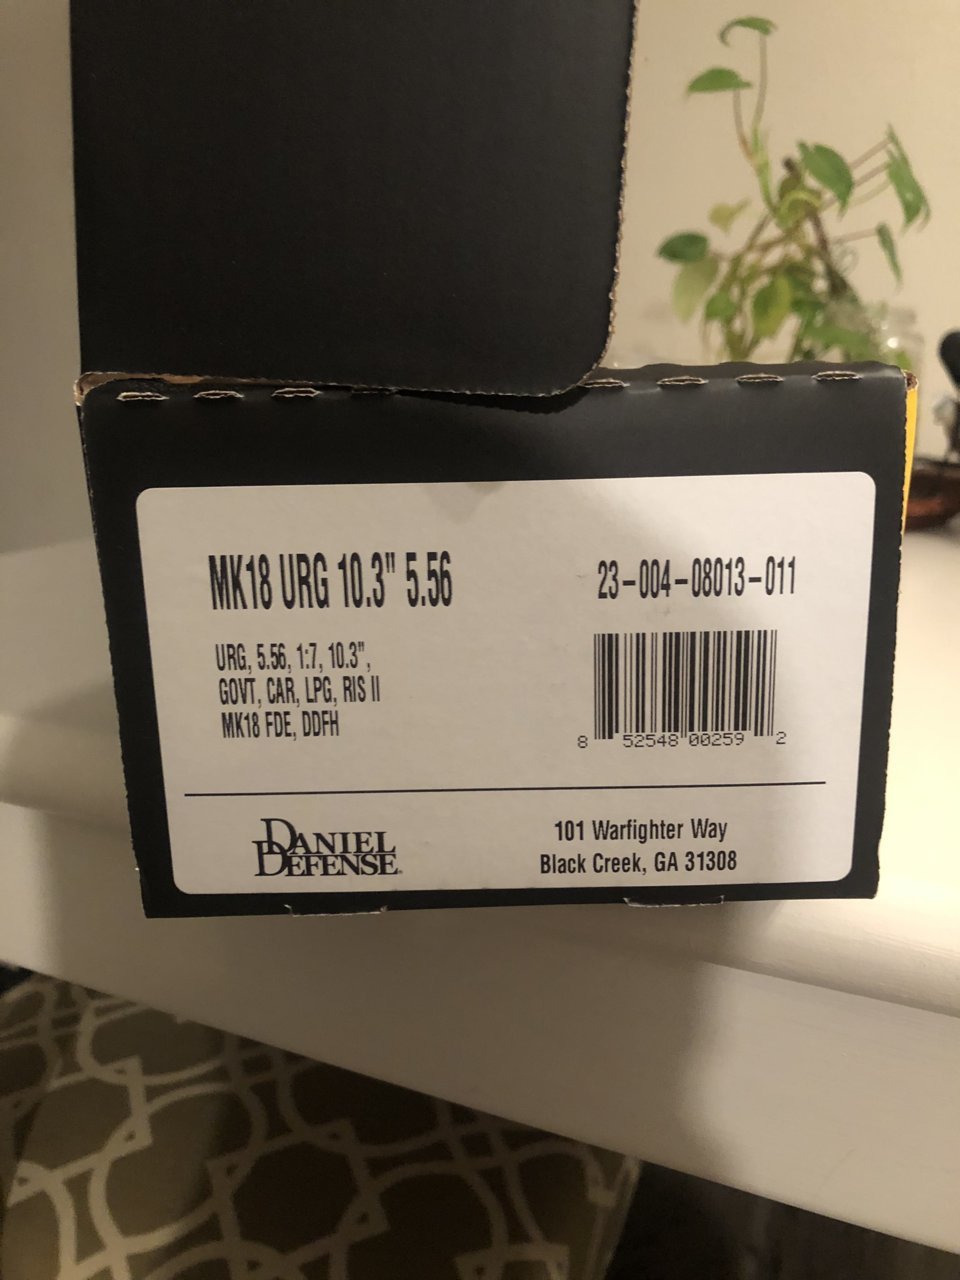 MK18 URG 10.3" 5.56
23-004-08013-011
URG, 5.56, 1:7, 10.3",
GOVT, CAR, LPG, RIS II
MK18 FDE, DDFH
8 52548 00259 2
DANIEL
DEFENSE
101 Warfighter Way
Black Creek, GA 31308